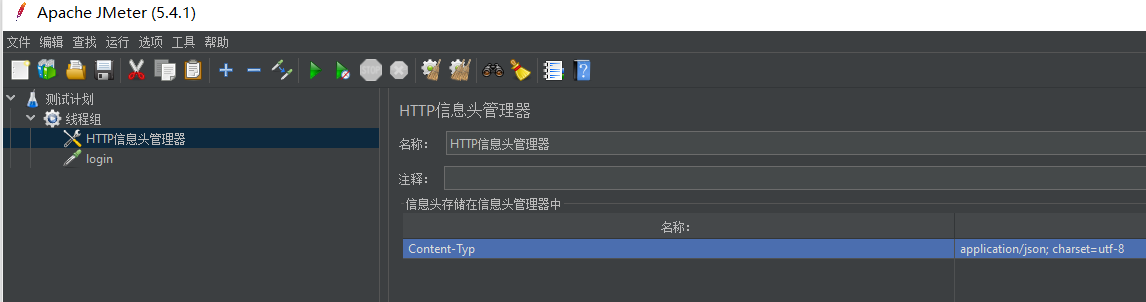 Apache JMeter (5.4.1)
文件 编辑 查找 运行 选项 工具 帮助
STOP
测试计划
线程组
HTTP信息头管理器
login
HTTP信息头管理器
名称： HTTP信息头管理器
注释：
信息头存储在信息头管理器中
名称：
Content-Typ application/json; charset=utf-8